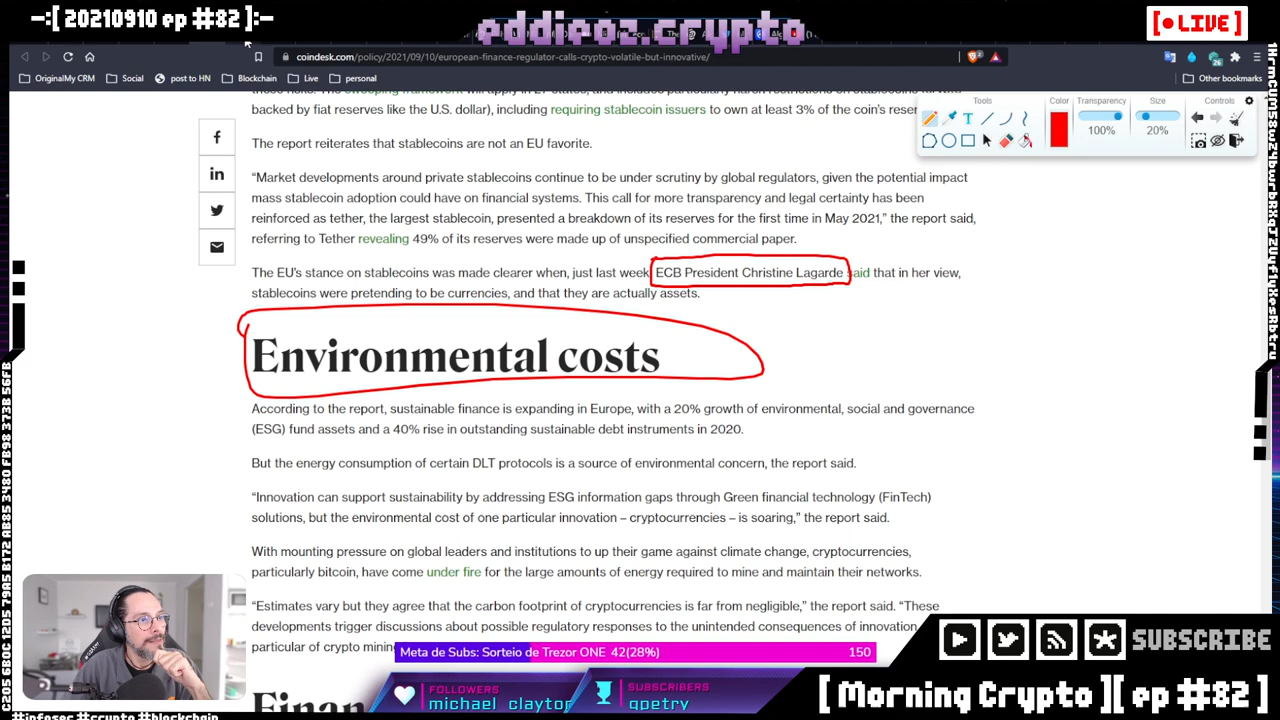 -:[ 20210910 ep #82 ]:-
eddieoz crypto
[ • LIVE ]
coindesk.com/policy/2021/09/10/european-finance-regulator-calls-crypto-volatile-but-innovative/
OriginalMy CRM
Social
post to HN
Blockchain
Live
personal
Other bookmarks
Tools
Color
Transparency
Size
Controls
100%
20%
backed by fiat reserves like the U.S. dollar), including requiring stablecoin issuers to own at least 3% of the coin's
The report reiterates that stablecoins are not an EU favorite.
“Market developments around private stablecoins continue to be under scrutiny by global regulators, given the potential impact
mass stablecoin adoption could have on financial systems. This call for more transparency and legal certainty has been
reinforced as tether, the largest stablecoin, presented a breakdown of its reserves for the first time in May 2021,” the report said,
referring to Tether revealing 49% of its reserves were made up of unspecified commercial paper.
The EU's stance on stablecoins was made clearer when, just last week ECB President Christine Lagarde said that in her view,
stablecoins were pretending to be currencies, and that they are actually assets.
Environmental costs
According to the report, sustainable finance is expanding in Europe, with a 20% growth of environmental, social and governance
(ESG) fund assets and a 40% rise in outstanding sustainable debt instruments in 2020.
But the energy consumption of certain DLT protocols is a source of environmental concern, the report said.
“Innovation can support sustainability by addressing ESG information gaps through Green financial technology (FinTech)
solutions, but the environmental cost of one particular innovation – cryptocurrencies – is soaring,” the report said.
With mounting pressure on global leaders and institutions to up their game against climate change, cryptocurrencies,
particularly bitcoin, have come under fire for the large amounts of energy required to mine and maintain their networks.
“Estimates vary but they agree that the carbon footprint of cryptocurrencies is far from negligible,” the report said. “These
developments trigger discussions about possible regulatory responses to the unintended consequences of innovation,
particular of crypto
Meta de Subs: Sorteio de Trezor ONE 42(28%)
150
SUBSCRIBE
FOLLOWERS
michael_clayton
SUBSCRIBERS
gpetry
[ Morning Crypto ][ ep #82 ]
#infosec #crypto #blockchain